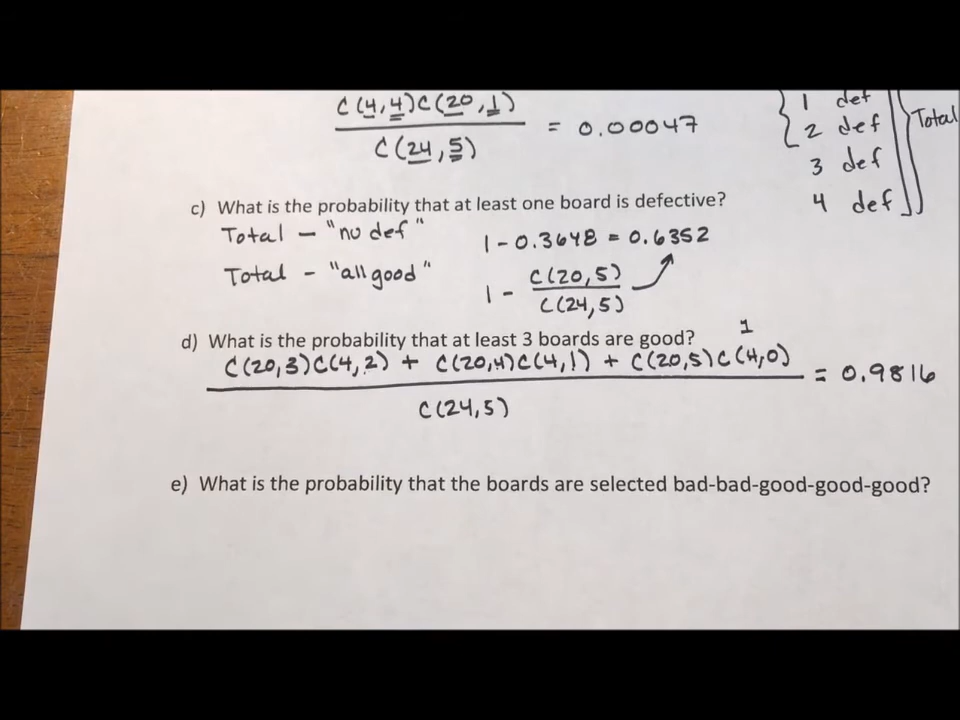 C(4,4)C(20,1)
C(24,5)
= 0.00047
1 def
2 def
3 def
4 def
Total
c) What is the probability that at least one board is defective?
Total - "no def"
1 - 0.3648 = 0.6352
Total - "all good"
1 - C(20,5)
C(24,5)
d) What is the probability that at least 3 boards are good?
1
C(20,3)C(4,2) + C(20,4)C(4,1) + C(20,5)C(4,0)
= 0.9816
C(24,5)
e) What is the probability that the boards are selected bad-bad-good-good-good?